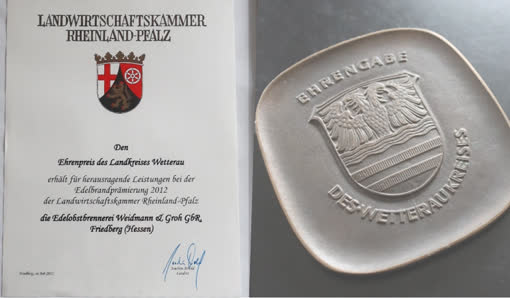 LANDWIRTSCHAFTSKAMMER
RHEINLAND-PFALZ
Den
Ehrenpreis des Landkreises Wetterau
erhält für herausragende Leistungen bei der
Edelbrandprämierung 2012
der Landwirtschaftskammer Rheinland-Pfalz
die Edelobstbrennerei Weidmann & Groh GbR,
Friedberg (Hessen)
EHRENGABE
DES WETTERAUKREISES